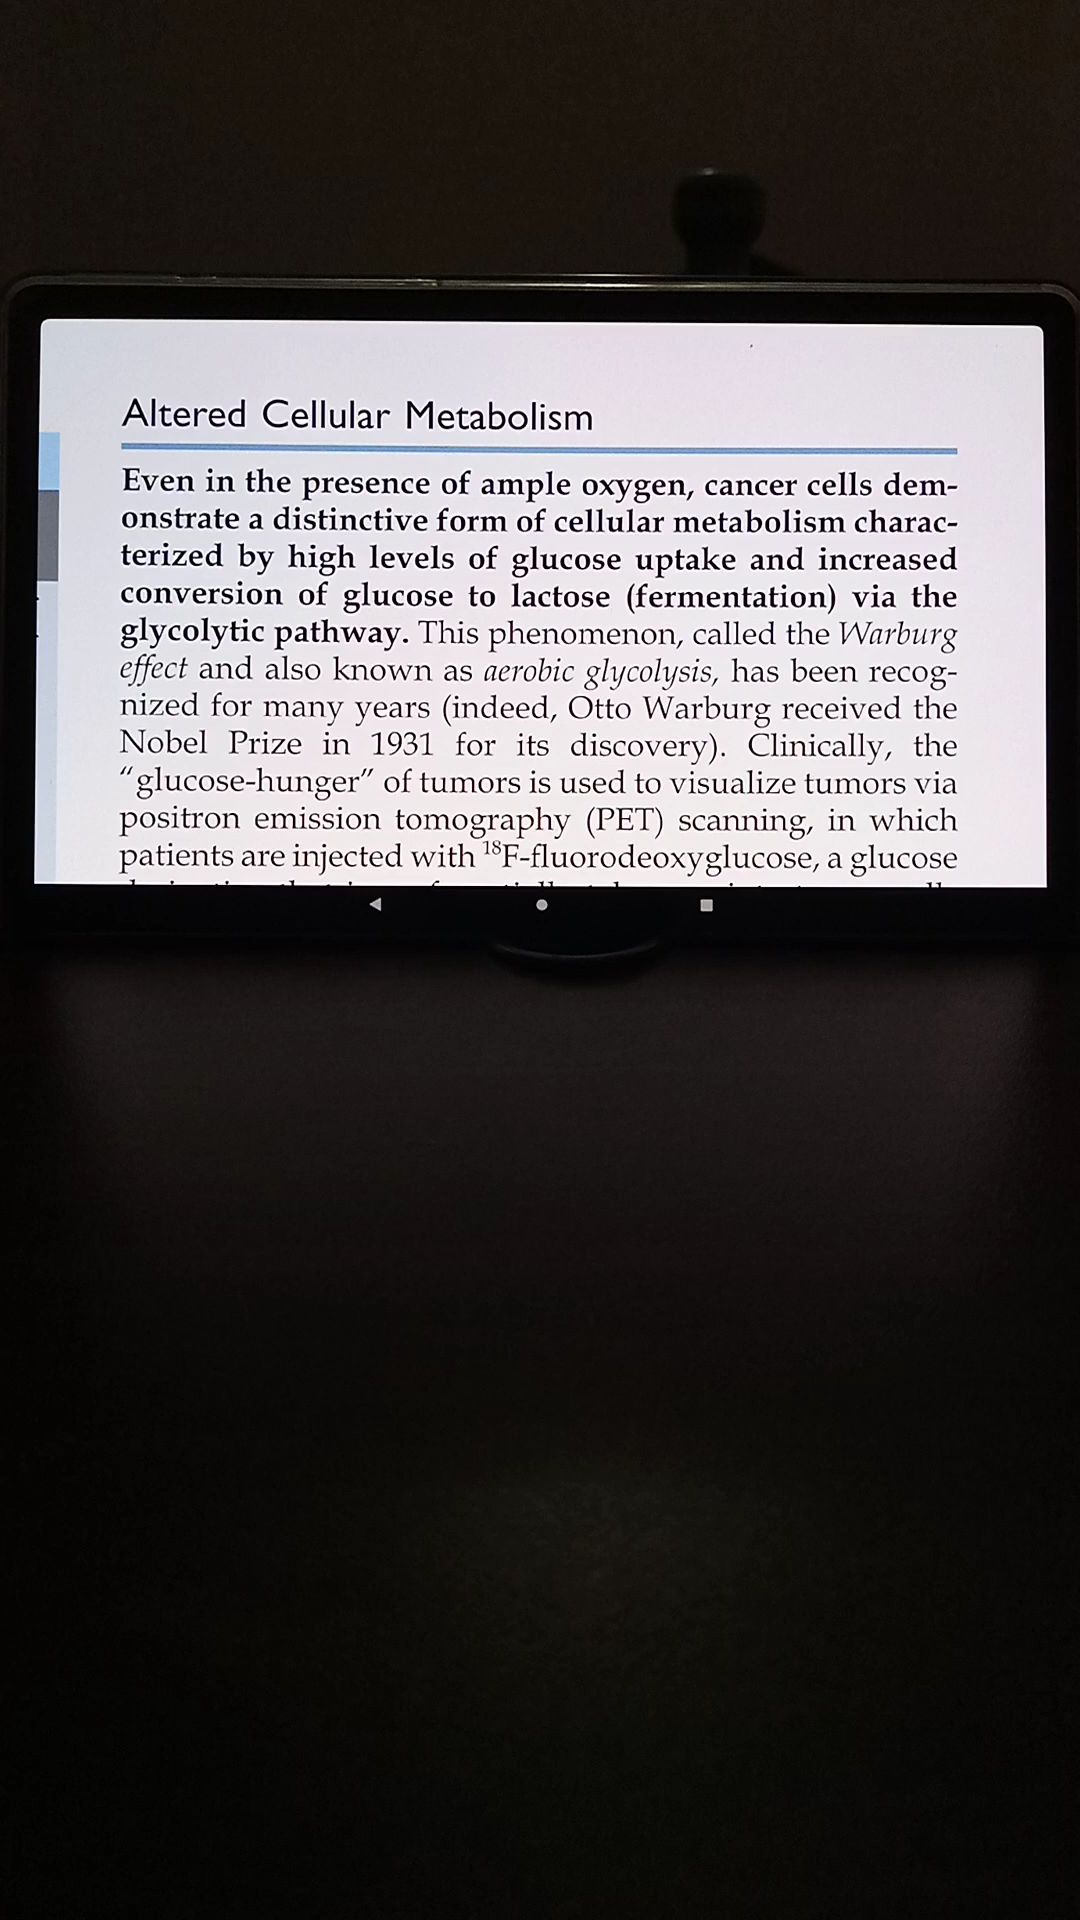 Altered Cellular Metabolism
Even in the presence of ample oxygen, cancer cells dem-
onstrate a distinctive form of cellular metabolism charac-
terized by high levels of glucose uptake and increased
conversion of glucose to lactose (fermentation) via the
glycolytic pathway. This phenomenon, called the Warburg
effect and also known as aerobic glycolysis, has been recog-
nized for many years (indeed, Otto Warburg received the
Nobel Prize in 1931 for its discovery). Clinically, the
“glucose-hunger” of tumors is used to visualize tumors via
positron emission tomography (PET) scanning, in which
patients are injected with ¹⁸F-fluorodeoxyglucose, a glucose